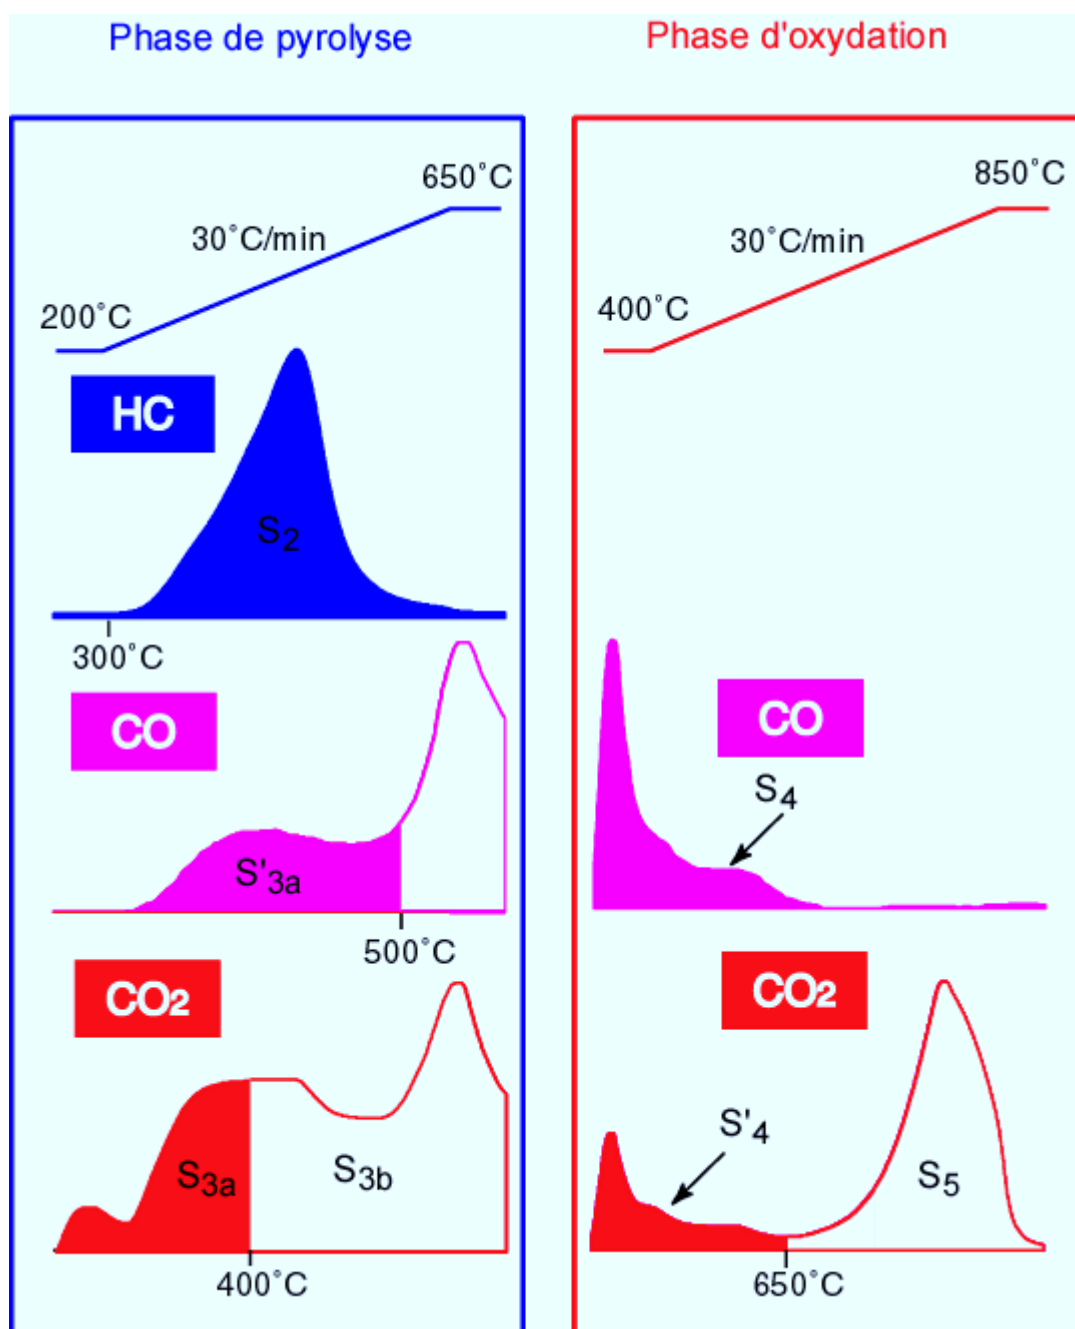 Phase de pyrolyse
650°C
30°C/min
200°C
HC
S2
300°C
CO
S'3a
500°C
CO2
S3a
S3b
400°C
Phase d'oxydation
850°C
30°C/min
400°C
CO
S4
CO2
S'4
S5
650°C